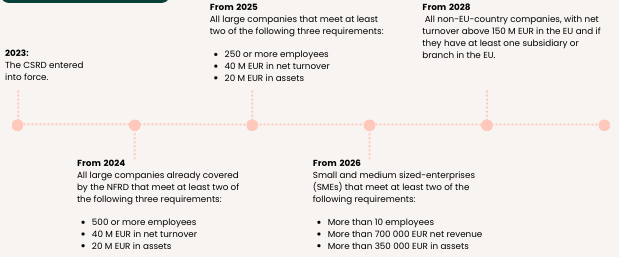 2023:
The CSRD entered
into force.
From 2024
All large companies already covered
by the NFRD that meet at least two of
the following three requirements:
• 500 or more employees
• 40 M EUR in net turnover
• 20 M EUR in assets
From 2025
All large companies that meet at least
two of the following three requirements:
• 250 or more employees
• 40 M EUR in net turnover
• 20 M EUR in assets
From 2026
Small and medium sized-enterprises
(SMEs) that meet at least two of the
following requirements:
• More than 10 employees
• More than 700 000 EUR net revenue
• More than 350 000 EUR in assets
From 2028
All non-EU-country companies, with net
turnover above 150 M EUR in the EU and if
they have at least one subsidiary or
branch in the EU.